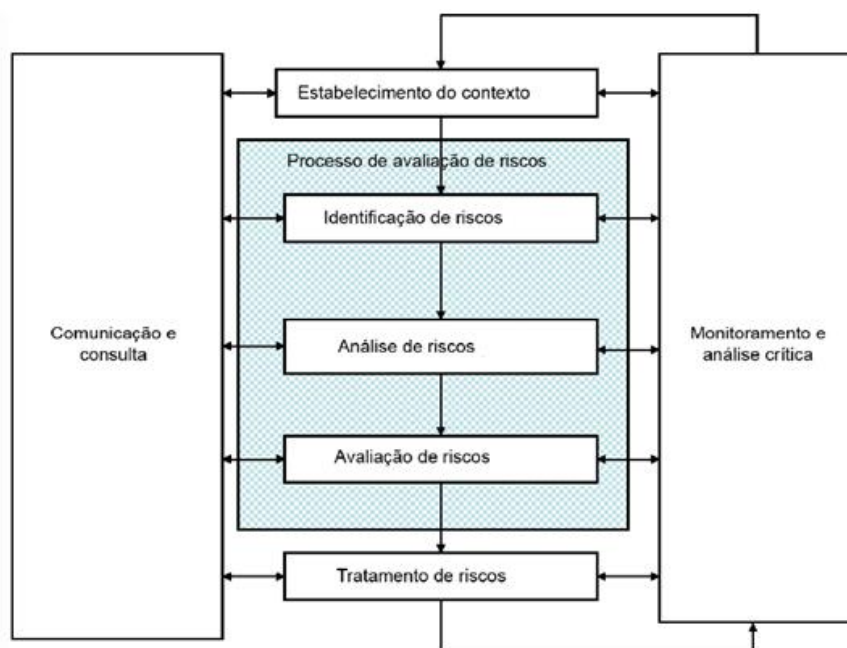 Estabelecimento do contexto
Processo de avaliação de riscos
Identificação de riscos
Comunicação e
consulta
Análise de riscos
Monitoramento e
análise crítica
Avaliação de riscos
Tratamento de riscos